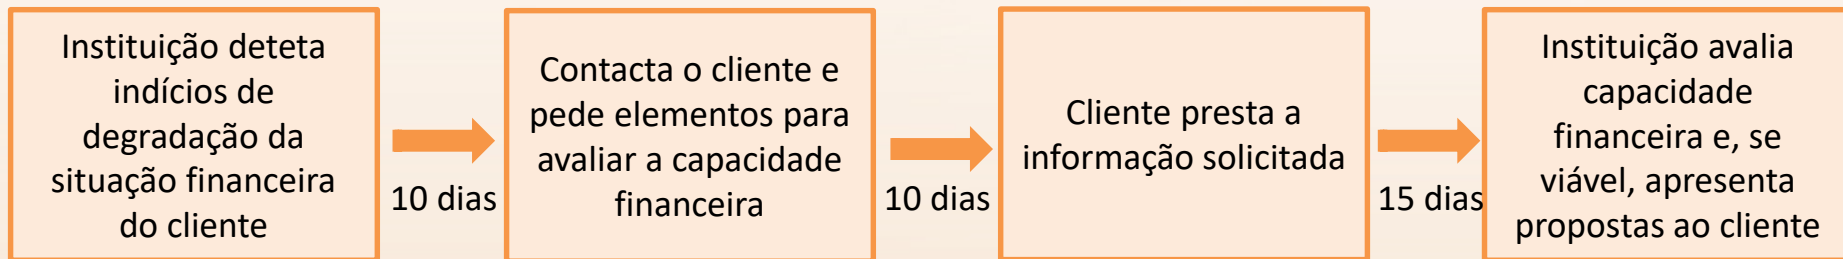 Instituição deteta
indícios de
degradação da
situação financeira
do cliente
10 dias
Contacta o cliente e
pede elementos para
avaliar a capacidade
financeira
10 dias
Cliente presta a
informação solicitada
15 dias
Instituição avalia
capacidade
financeira e, se
viável, apresenta
propostas ao cliente